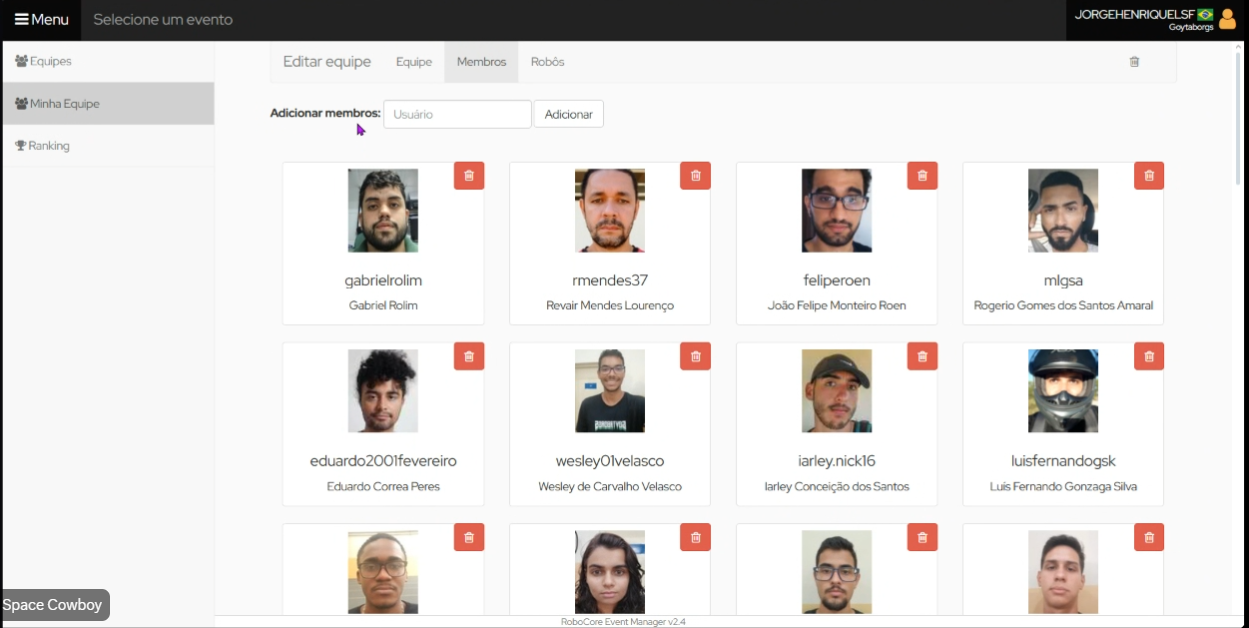 Menu
Selecione um evento
JORGEHENRIQUELSF
Goytaborgs
Equipes
Minha Equipe
Ranking
Editar equipe
Equipe
Membros
Robôs
Adicionar membros:
Usuário
Adicionar
gabrielrolim
Gabriel Rolim
rmendes37
Revair Mendes Lourenço
feliperoen
João Felipe Monteiro Roen
mlgsa
Rogerio Gomes dos Santos Amaral
eduardo2001fevereiro
Eduardo Correa Peres
wesley01velasco
Wesley de Carvalho Velasco
iarley.nick16
Iarley Conceição dos Santos
luisfernandogsk
Luis Fernando Gonzaga Silva
Space Cowboy
RoboCore Event Manager v2.4